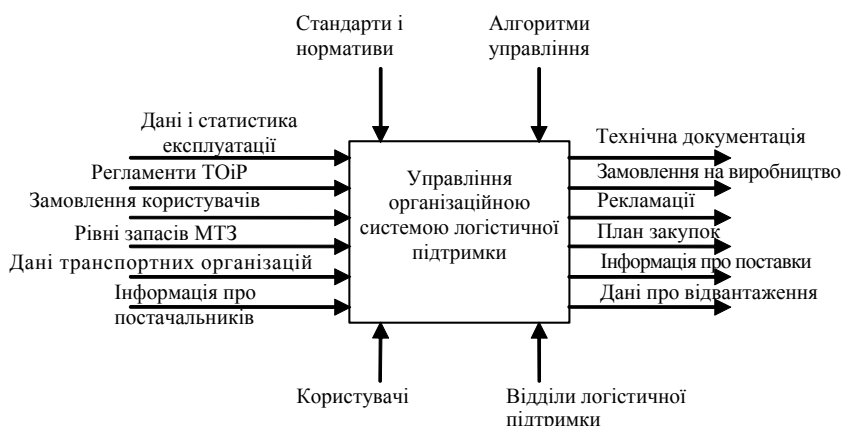 Стандарти і
нормативи
Алгоритми
управління
Дані і статистика
експлуатації
Регламенти ТОіР
Замовлення користувачів
Рівні запасів МТЗ
Дані транспортних організацій
Інформація про
постачальників
Управління
організаційною
системою логістичної
підтримки
Технічна документація
Замовлення на виробництво
Рекламації
План закупок
Інформація про поставки
Дані про відвантаження
Користувачі
Відділи логістичної
підтримки